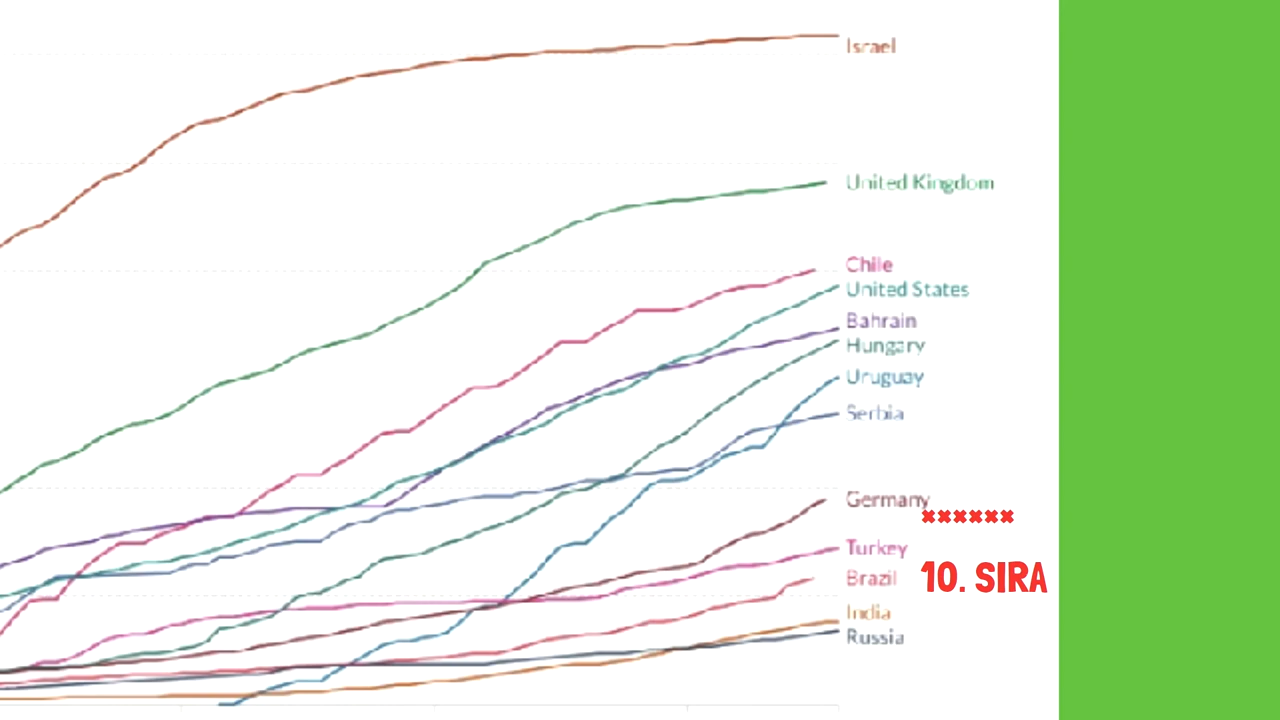 Israel
United Kingdom
Chile
United States
Bahrain
Hungary
Uruguay
Serbia
Germany
××××××
Turkey
10. SIRA
Brazil
India
Russia